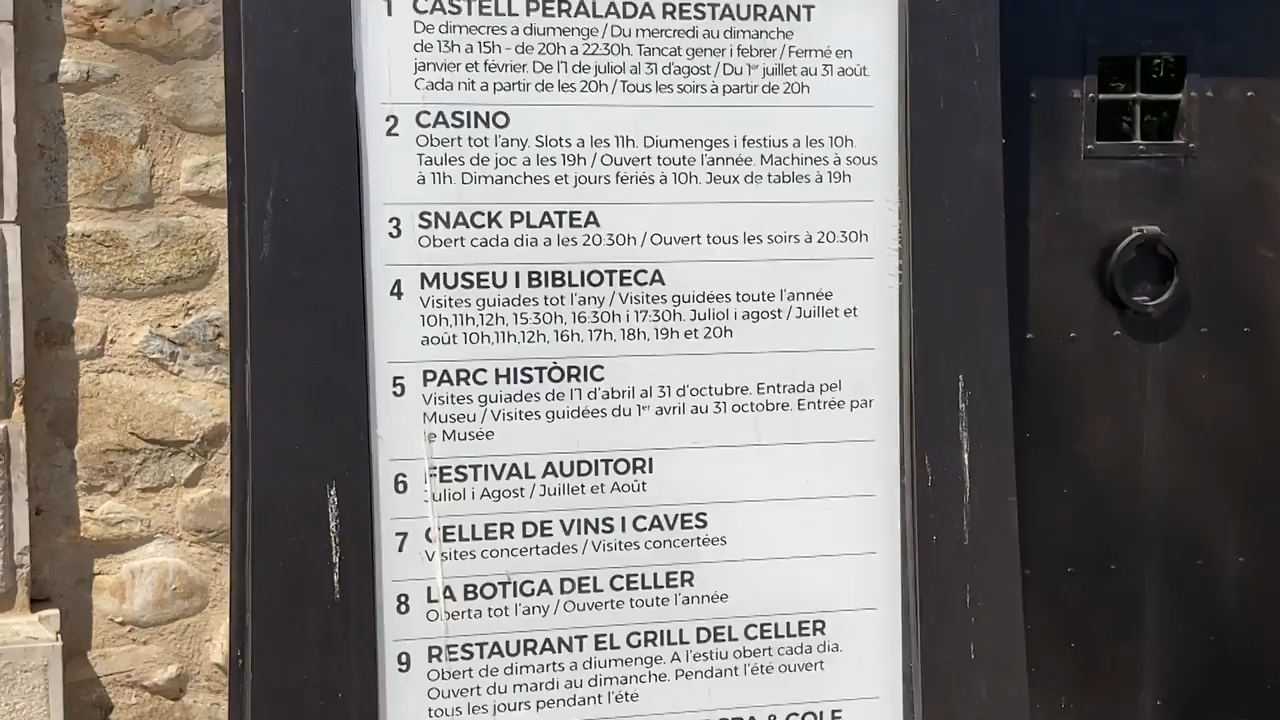 1 CASTELL PERALADA RESTAURANT
De dimecres a diumenge / Du mercredi au dimanche
de 13h a 15h - de 20h a 22:30h. Tancat gener i febrer / Fermé en
janvier et février. De l'1 de juliol al 31 d'agost / Du 1er juillet au 31 août.
Cada nit a partir de les 20h / Tous les soirs à partir de 20h
2 CASINO
Obert tot l'any. Slots a les 11h. Diumenges i festius a les 10h.
Taules de joc a les 19h / Ouvert toute l'année. Machines à sous
à 11h. Dimanches et jours fériés à 10h. Jeux de tables à 19h
3 SNACK PLATEA
Obert cada dia a les 20:30h / Ouvert tous les soirs à 20:30h
4 MUSEU I BIBLIOTECA
Visites guiades tot l'any / Visites guidées toute l'année
10h,11h,12h, 15:30h, 16:30h i 17:30h. Juliol i agost / Juillet et
août 10h,11h,12h, 16h, 17h, 18h, 19h et 20h
5 PARC HISTÒRIC
Visites guiades de l'1 d'abril al 31 d'octubre. Entrada pel
Museu / Visites guidées du 1er avril au 31 octobre. Entrée par
le Musée
6 FESTIVAL AUDITORI
Juliol i Agost / Juillet et Août
7 CELLER DE VINS I CAVES
Visites concertades / Visites concertées
8 LA BOTIGA DEL CELLER
Oberta tot l'any / Ouverte toute l'année
9 RESTAURANT EL GRILL DEL CELLER
Obert de dimarts a diumenge. A l'estiu obert cada dia.
Ouvert du mardi au dimanche. Pendant l'été ouvert
tous les jours pendant l'été
& GOLF